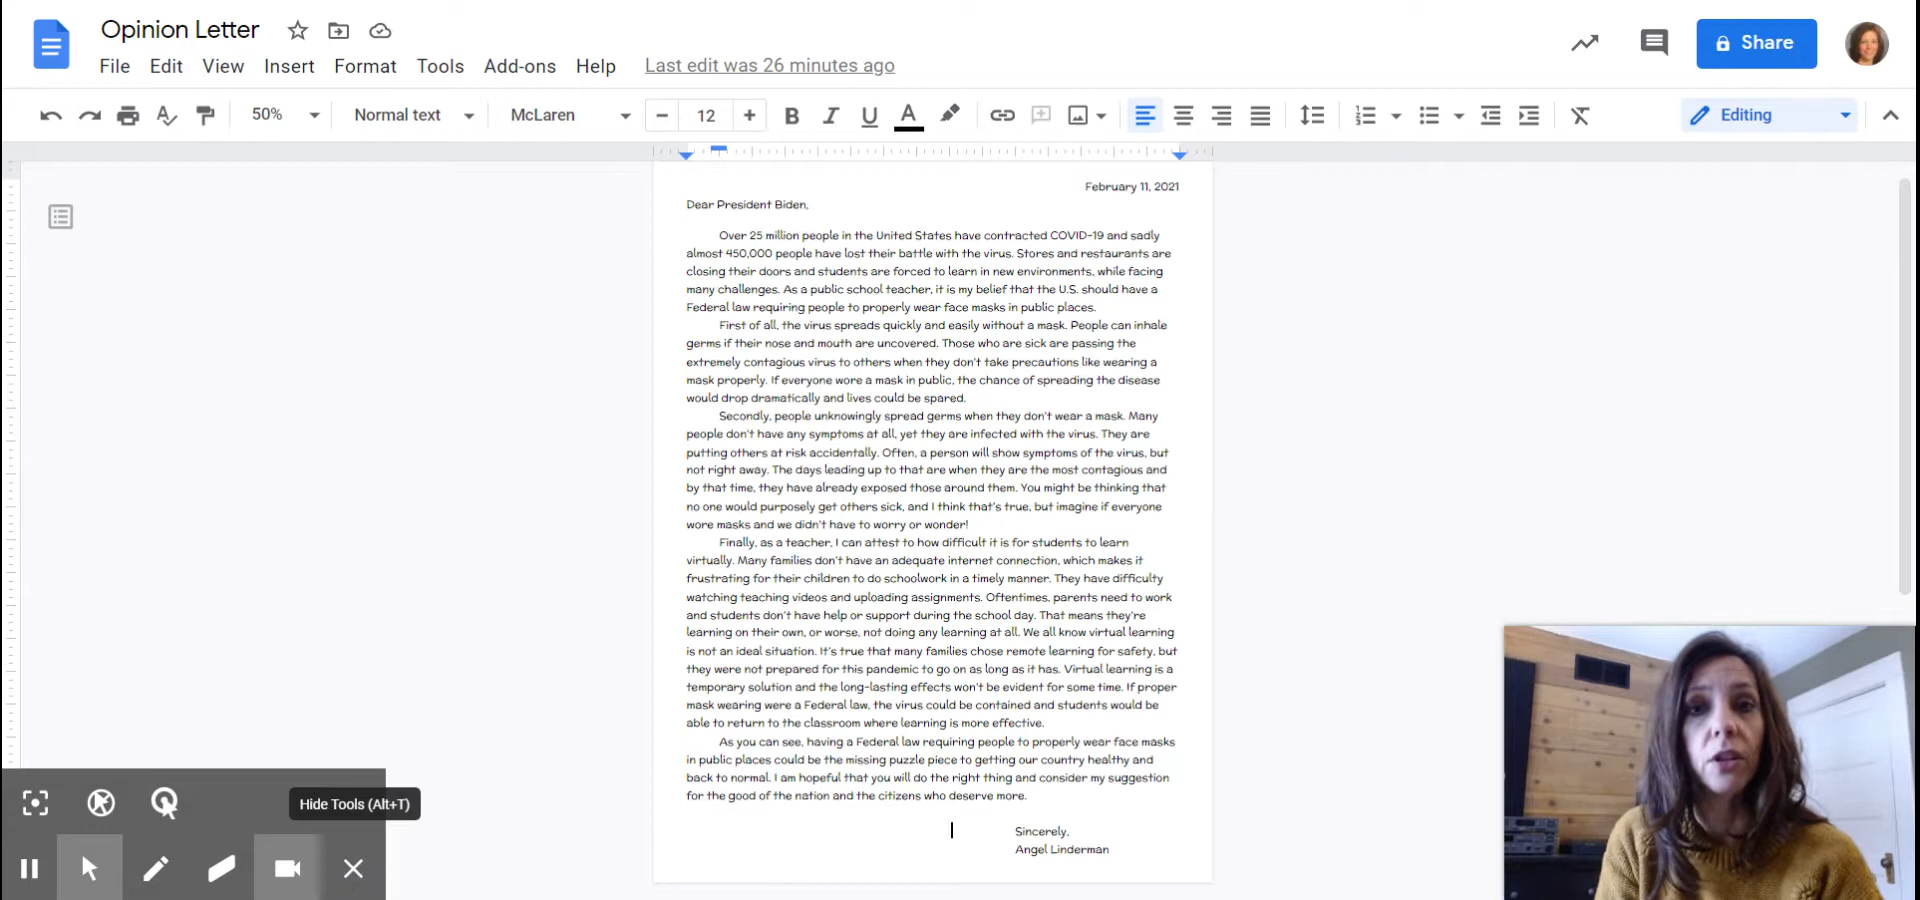 Opinion Letter
File Edit View Insert Format Tools Add-ons Help Last edit was 26 minutes ago
Share
50% Normal text McLaren 12 B I U A Editing
February 11, 2021
Dear President Biden,
Over 25 million people in the United States have contracted COVID-19 and sadly
almost 450,000 people have lost their battle with the virus. Stores and restaurants are
closing their doors and students are forced to learn in new environments, while facing
many challenges. As a public school teacher, it is my belief that the U.S. should have a
Federal law requiring people to properly wear face masks in public places.
First of all, the virus spreads quickly and easily without a mask. People can inhale
germs if their nose and mouth are uncovered. Those who are sick are passing the
extremely contagious virus to others when they don't take precautions like wearing a
mask properly. If everyone wore a mask in public, the chance of spreading the disease
would drop dramatically and lives could be spared.
Secondly, people unknowingly spread germs when they don't wear a mask. Many
people don't have any symptoms at all, yet they are infected with the virus. They are
putting others at risk accidentally. Often, a person will show symptoms of the virus, but
not right away. The days leading up to that are when they are the most contagious and
by that time, they have already exposed those around them. You might be thinking that
no one would purposely get others sick, and I think that's true, but imagine if everyone
wore masks and we didn't have to worry or wonder!
Finally, as a teacher, I can attest to how difficult it is for students to learn
virtually. Many families don't have an adequate internet connection, which makes it
frustrating for their children to do schoolwork in a timely manner. They have difficulty
watching teaching videos and uploading assignments. Oftentimes, parents need to work
and students don't have help or support during the school day. That means they're
learning on their own, or worse, not doing any learning at all. We all know virtual learning
is not an ideal situation. It's true that many families chose remote learning for safety, but
they were not prepared for this pandemic to go on as long as it has. Virtual learning is a
temporary solution and the long-lasting effects won't be evident for some time. If proper
mask wearing were a Federal law, the virus could be contained and students would be
able to return to the classroom where learning is more effective.
As you can see, having a Federal law requiring people to properly wear face masks
in public places could be the missing puzzle piece to getting our country healthy and
back to normal. I am hopeful that you will do the right thing and consider my suggestion
for the good of the nation and the citizens who deserve more.
Sincerely,
Angel Linderman
Hide Tools (Alt+T)